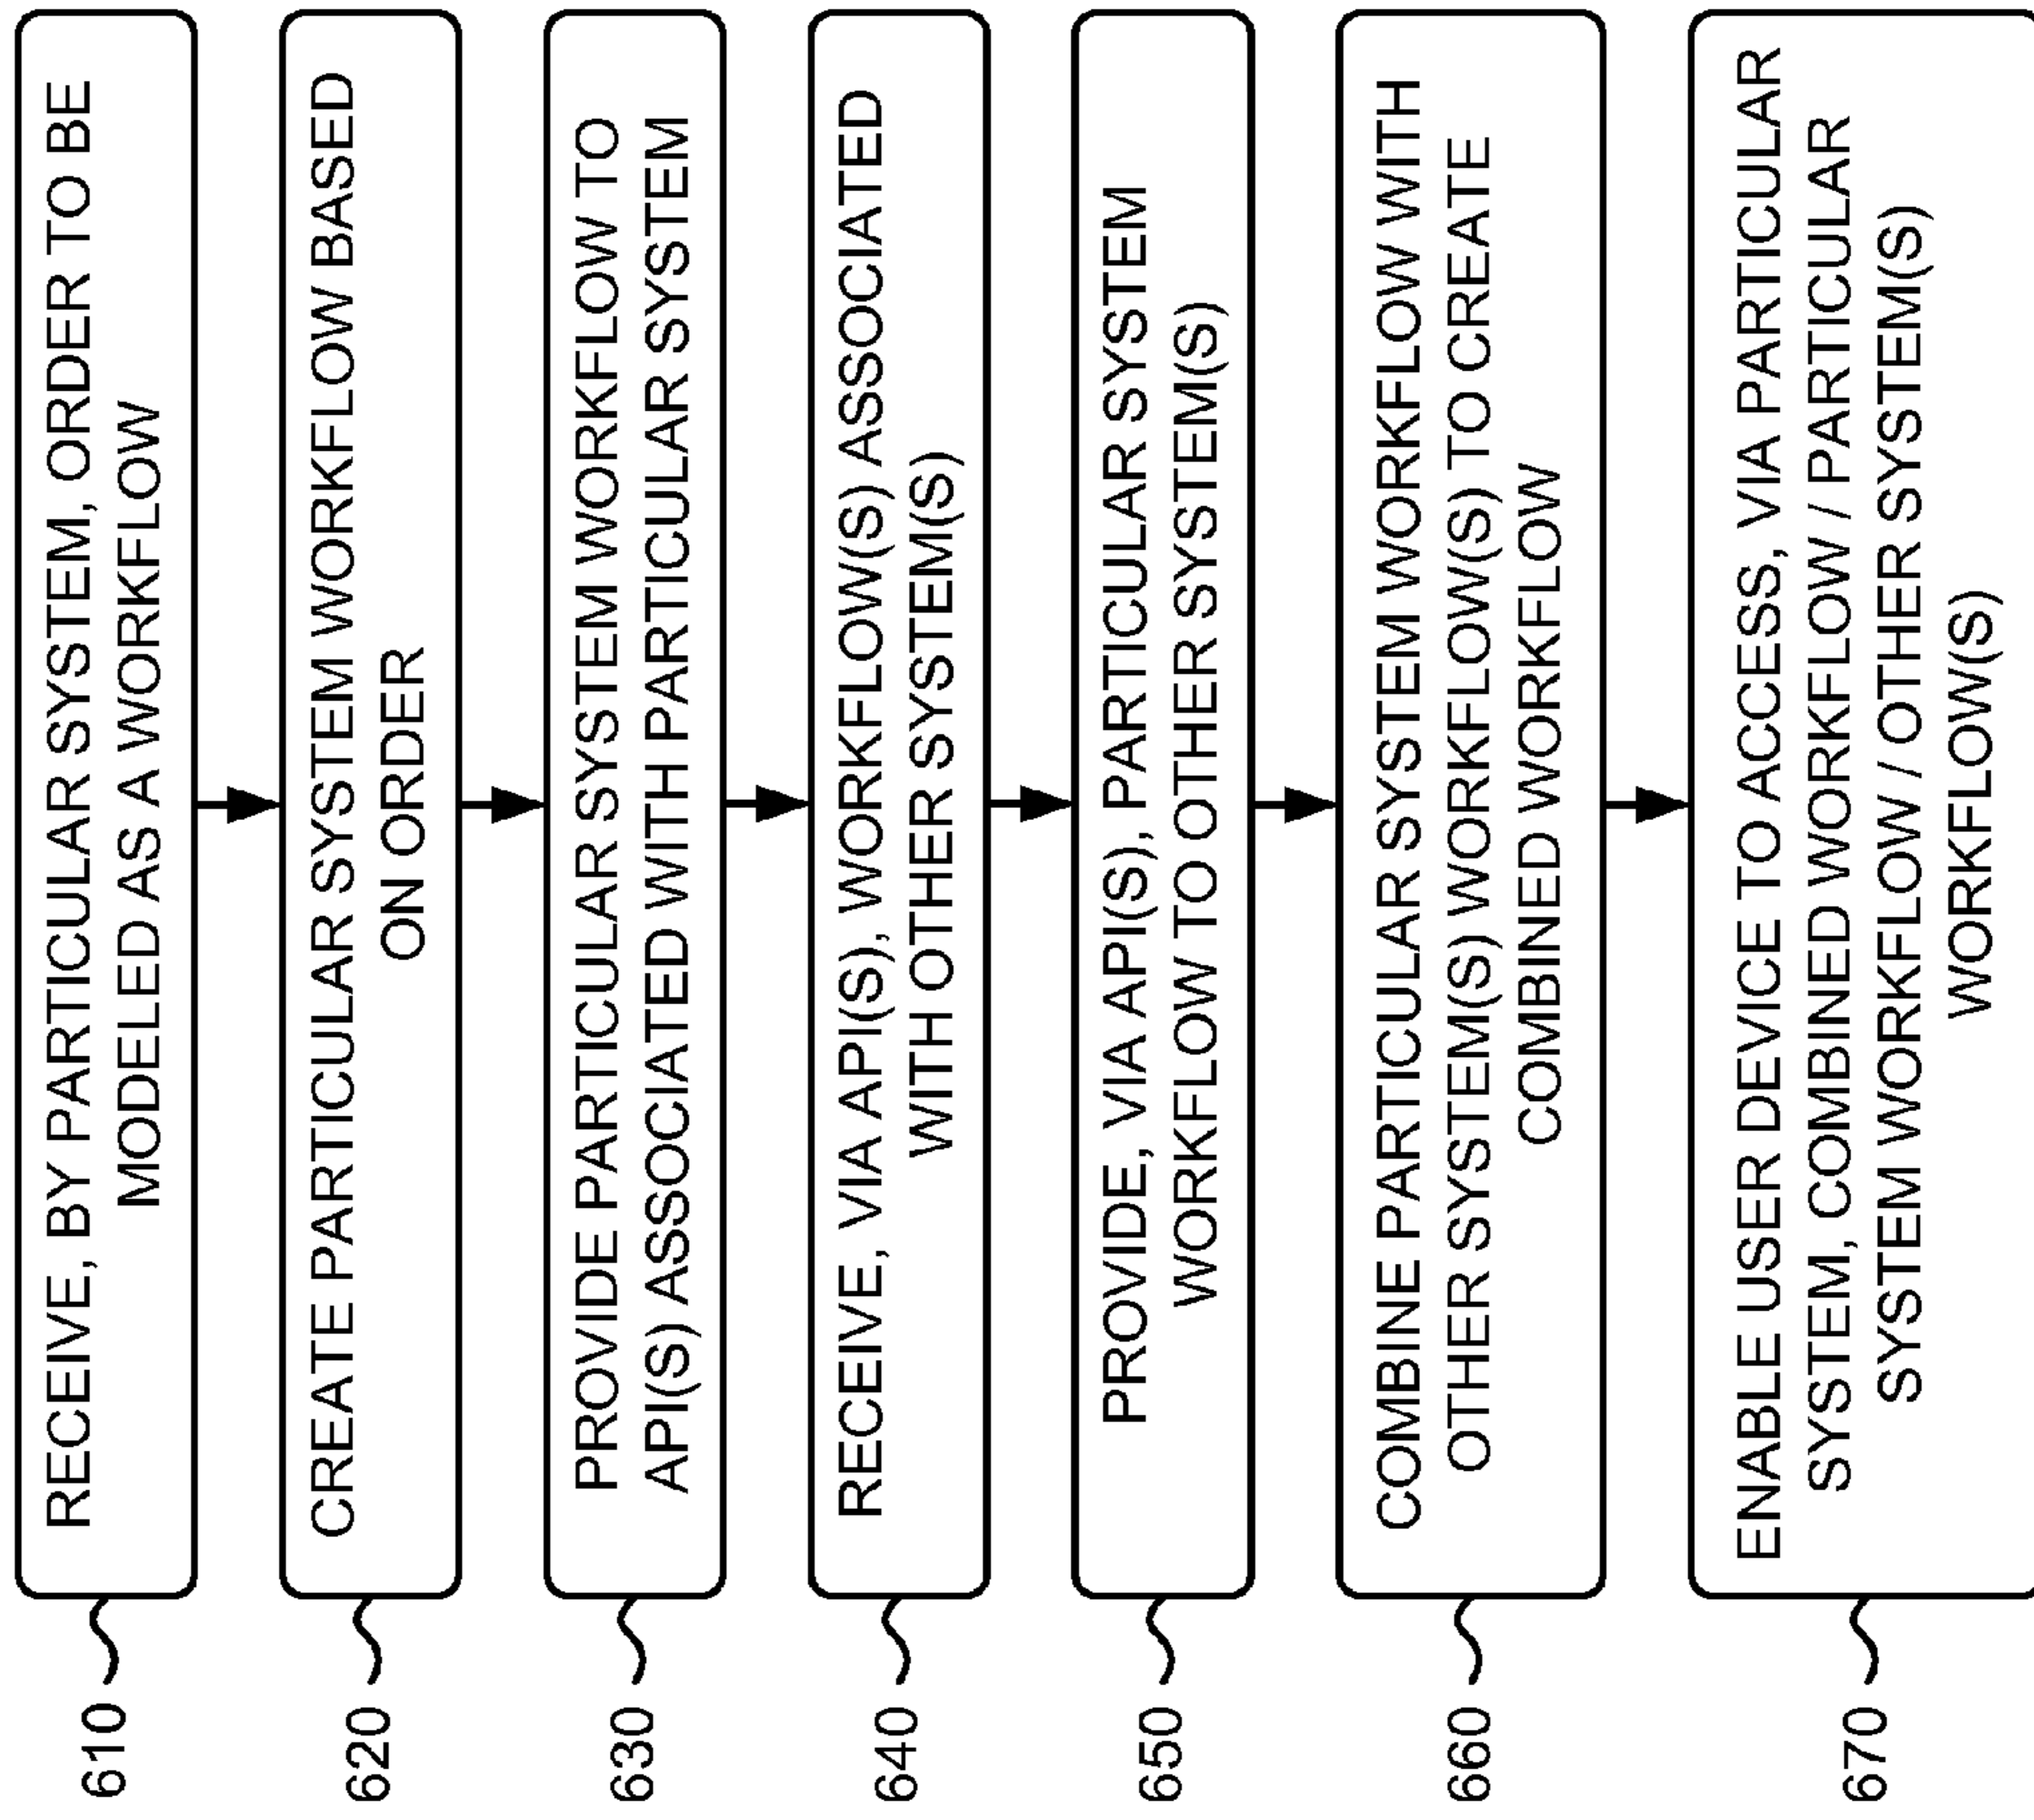 610
RECEIVE, BY PARTICULAR SYSTEM, ORDER TO BE
MODELED AS A WORKFLOW
620
CREATE PARTICULAR SYSTEM WORKFLOW BASED
ON ORDER
630
PROVIDE PARTICULAR SYSTEM WORKFLOW TO
API(S) ASSOCIATED WITH PARTICULAR SYSTEM
640
RECEIVE, VIA API(S), WORKFLOW(S) ASSOCIATED
WITH OTHER SYSTEM(S)
650
PROVIDE, VIA API(S), PARTICULAR SYSTEM
WORKFLOW TO OTHER SYSTEM(S)
660
COMBINE PARTICULAR SYSTEM WORKFLOW WITH
OTHER SYSTEM(S) WORKFLOW(S) TO CREATE
COMBINED WORKFLOW
670
ENABLE USER DEVICE TO ACCESS, VIA PARTICULAR
SYSTEM, COMBINED WORKFLOW / PARTICULAR
SYSTEM WORKFLOW / OTHER SYSTEM(S)
WORKFLOW(S)